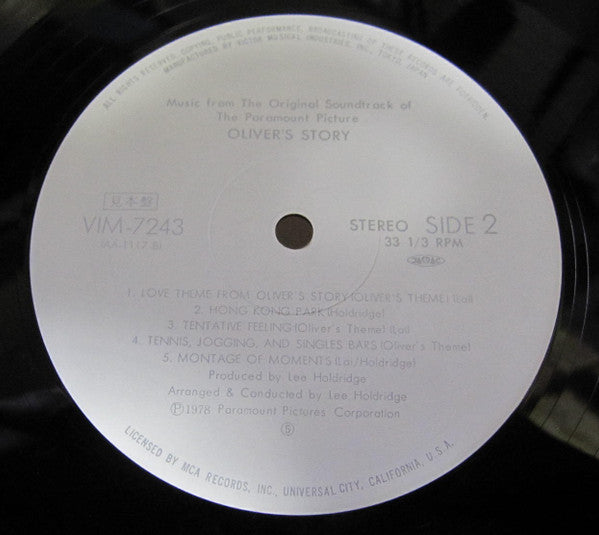 ALL RIGHTS RESERVED. COPYING, PUBLIC PERFORMANCE, BROADCASTING OF THESE RECORDS ARE FORBIDDEN.
MANUFACTURED BY VICTOR MUSICAL INDUSTRIES, INC. TOKYO, JAPAN
Music from The Original Soundtrack of
The Paramount Picture
OLIVER'S STORY
見本盤
VIM-7243
STEREO SIDE 2
33 1/3 RPM
1. LOVE THEME FROM OLIVER'S STORY (OLIVER'S THEME) (Lai)
2. HONG KONG PARK (Holdridge)
3. TENTATIVE FEELING (Oliver's Theme) (Lai)
4. TENNIS, JOGGING, AND SINGLES BARS (Oliver's Theme)
5. MONTAGE OF MOMENTS (Lai/Holdridge)
Produced by Lee Holdridge
Arranged & Conducted by Lee Holdridge
Ⓟ1978 Paramount Pictures Corporation
Ⓢ
LICENSED BY MCA RECORDS, INC., UNIVERSAL CITY, CALIFORNIA, U.S.A.